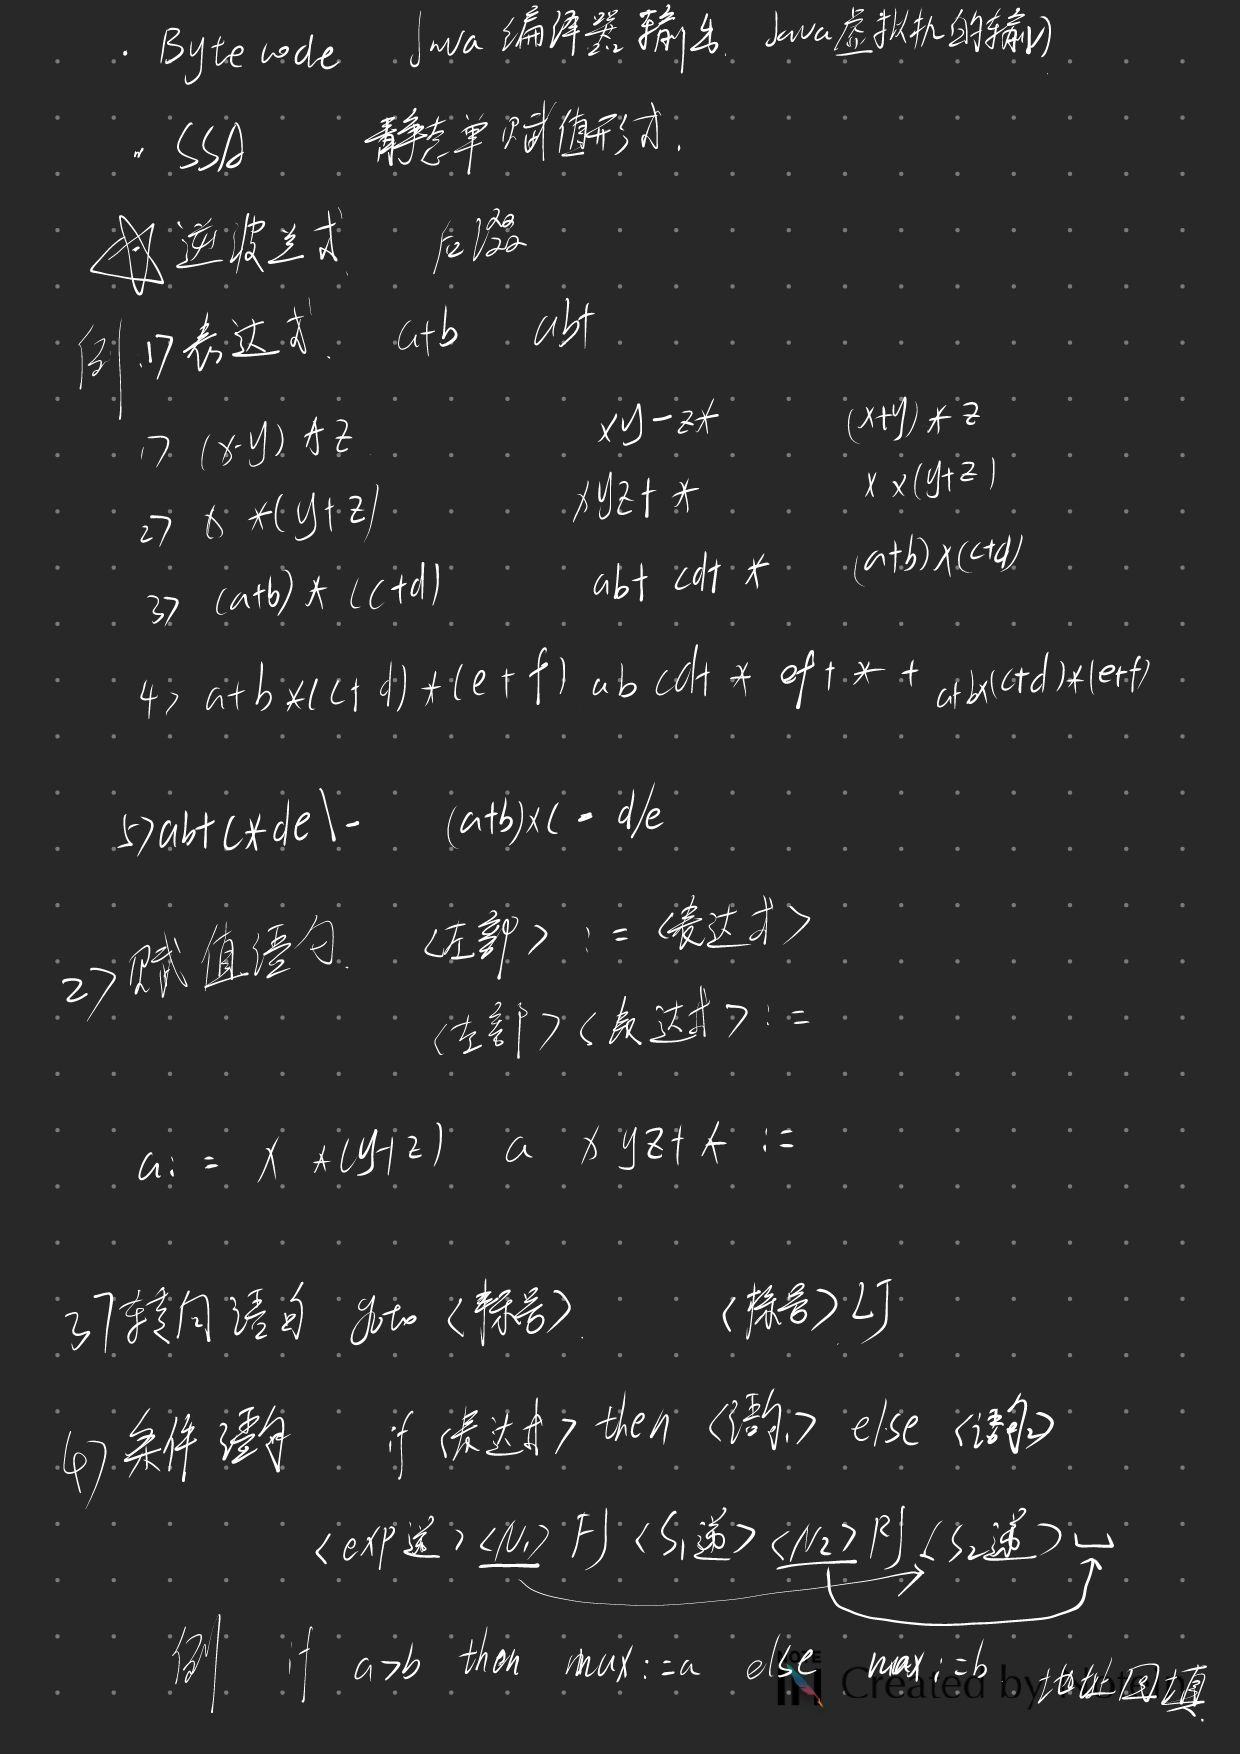 · Bytecode Java编译器输出 Java虚拟机的输入
· SSA 静态单赋值形式.
☆逆波兰式 后缀
例 1) 表达式. a+b ab+
1) (x-y)*z xy-z* (x+y)*z
2) x*(y+z) xyz+* x×(y+z)
3) (a+b)*(c+d) ab+ cd+ * (a+b)×(c+d)
4) a+b*(c+d)*(e+f) ab cd+ * ef+ * + a+b×(c+d)*(e+f)
5) ab+c*de\- (a+b)×c - d/e
2) 赋值语句. <左部> := <表达式>
<左部><表达式> :=
a := x*(y+z) a xyz+* :=
3) 转向语句 goto <标号>. <标号> LJ
4) 条件语句 if <表达式> then <语句1> else <语句2>
<exp逆> <N1> FJ <S1逆> <N2> RJ <S2逆>
例 if a>b then max:=a else max:=b 地址回填
Created by